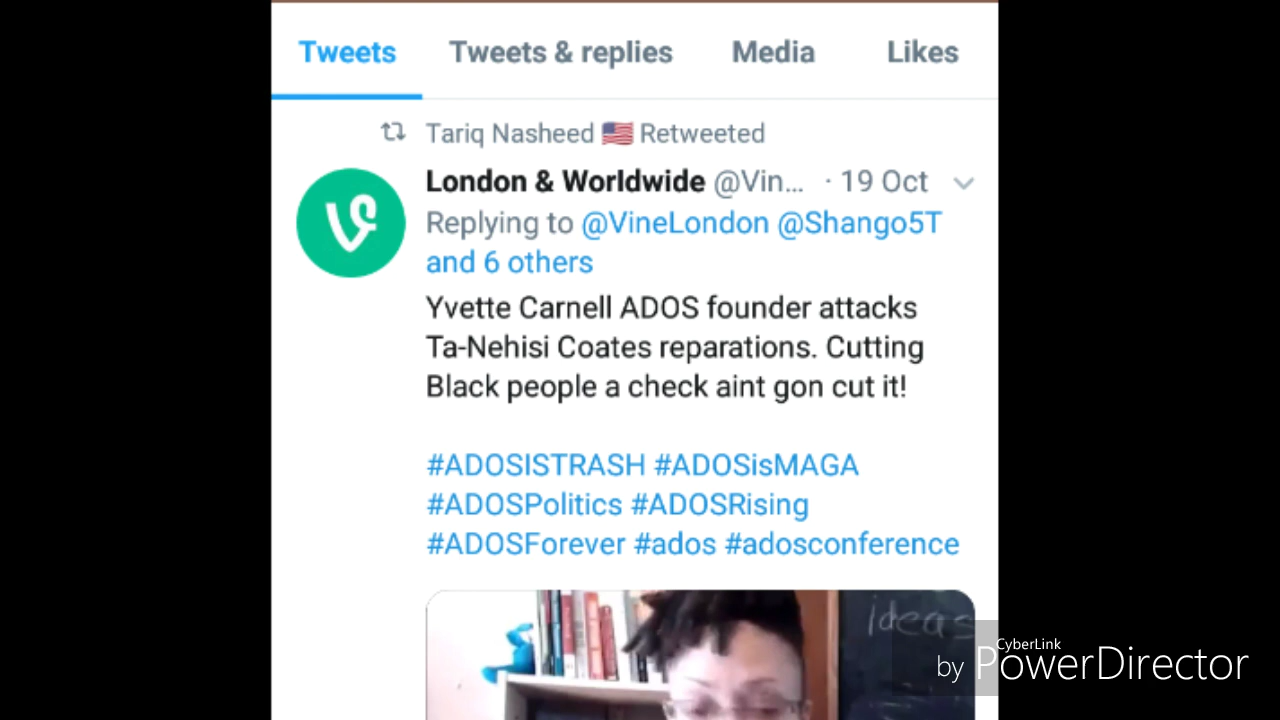 Tweets Tweets & replies Media Likes
Tariq Nasheed 🇺🇸 Retweeted
London & Worldwide @Vin... · 19 Oct
Replying to @VineLondon @Shango5T
and 6 others
Yvette Carnell ADOS founder attacks
Ta-Nehisi Coates reparations. Cutting
Black people a check aint gon cut it!
#ADOSISTRASH #ADOSisMAGA
#ADOSPolitics #ADOSRising
#ADOSForever #ados #adosconference
ideas
CyberLink
by PowerDirector